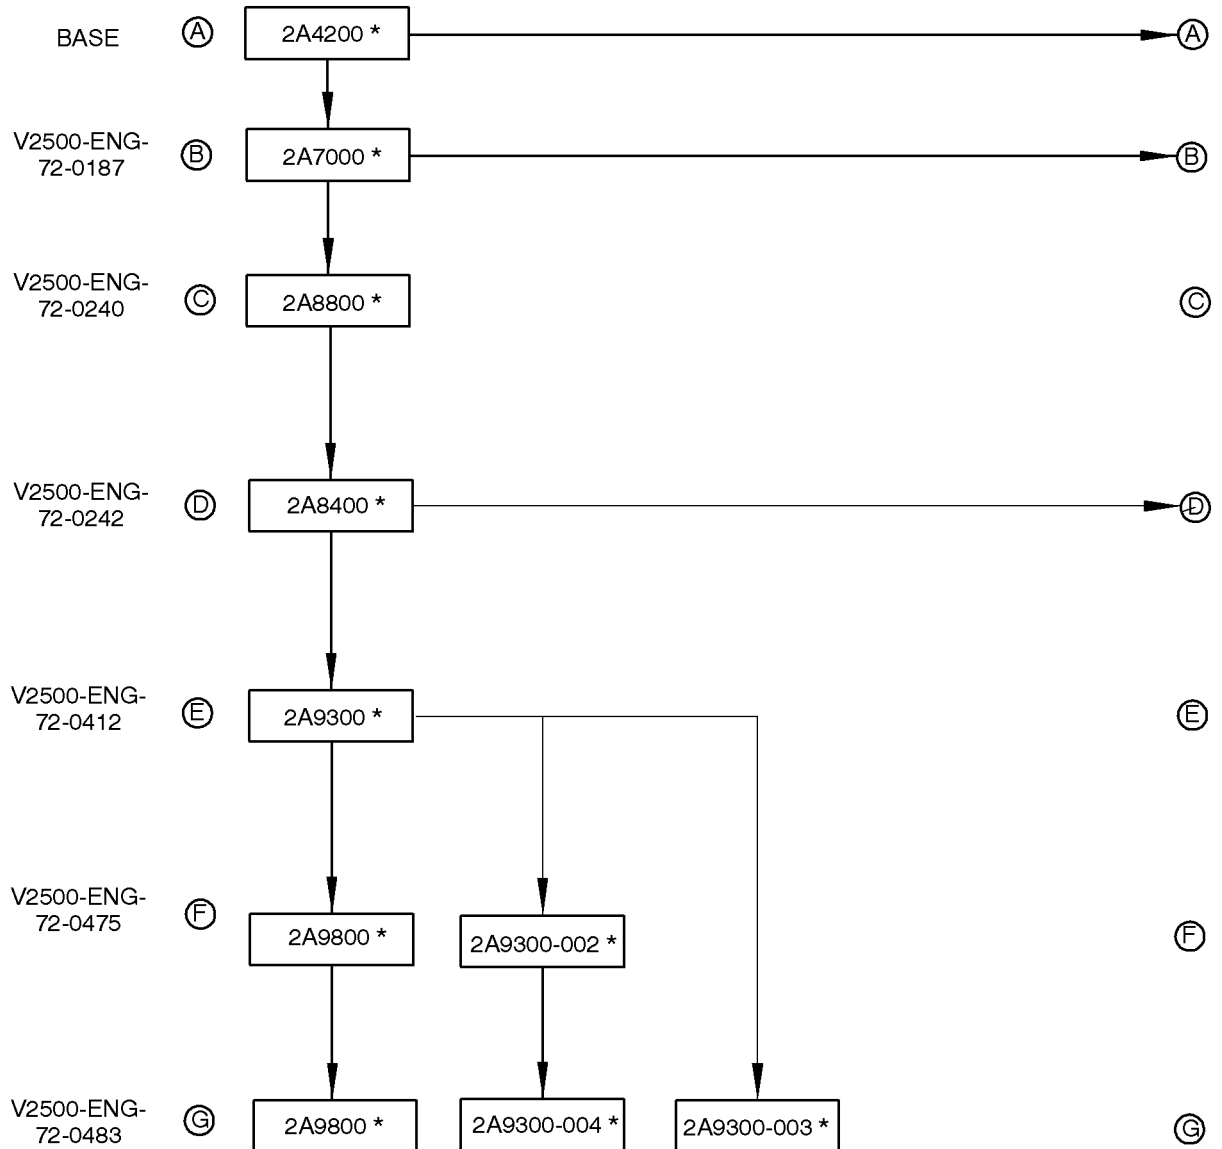 BASE A 2A4200 * A
V2500-ENG-
72-0187 B 2A7000 * B
V2500-ENG-
72-0240 C 2A8800 * C
V2500-ENG-
72-0242 D 2A8400 * D
V2500-ENG-
72-0412 E 2A9300 * E
V2500-ENG-
72-0475 F 2A9800 * 2A9300-002 * F
V2500-ENG-
72-0483 G 2A9800 * 2A9300-004 * 2A9300-003 * G